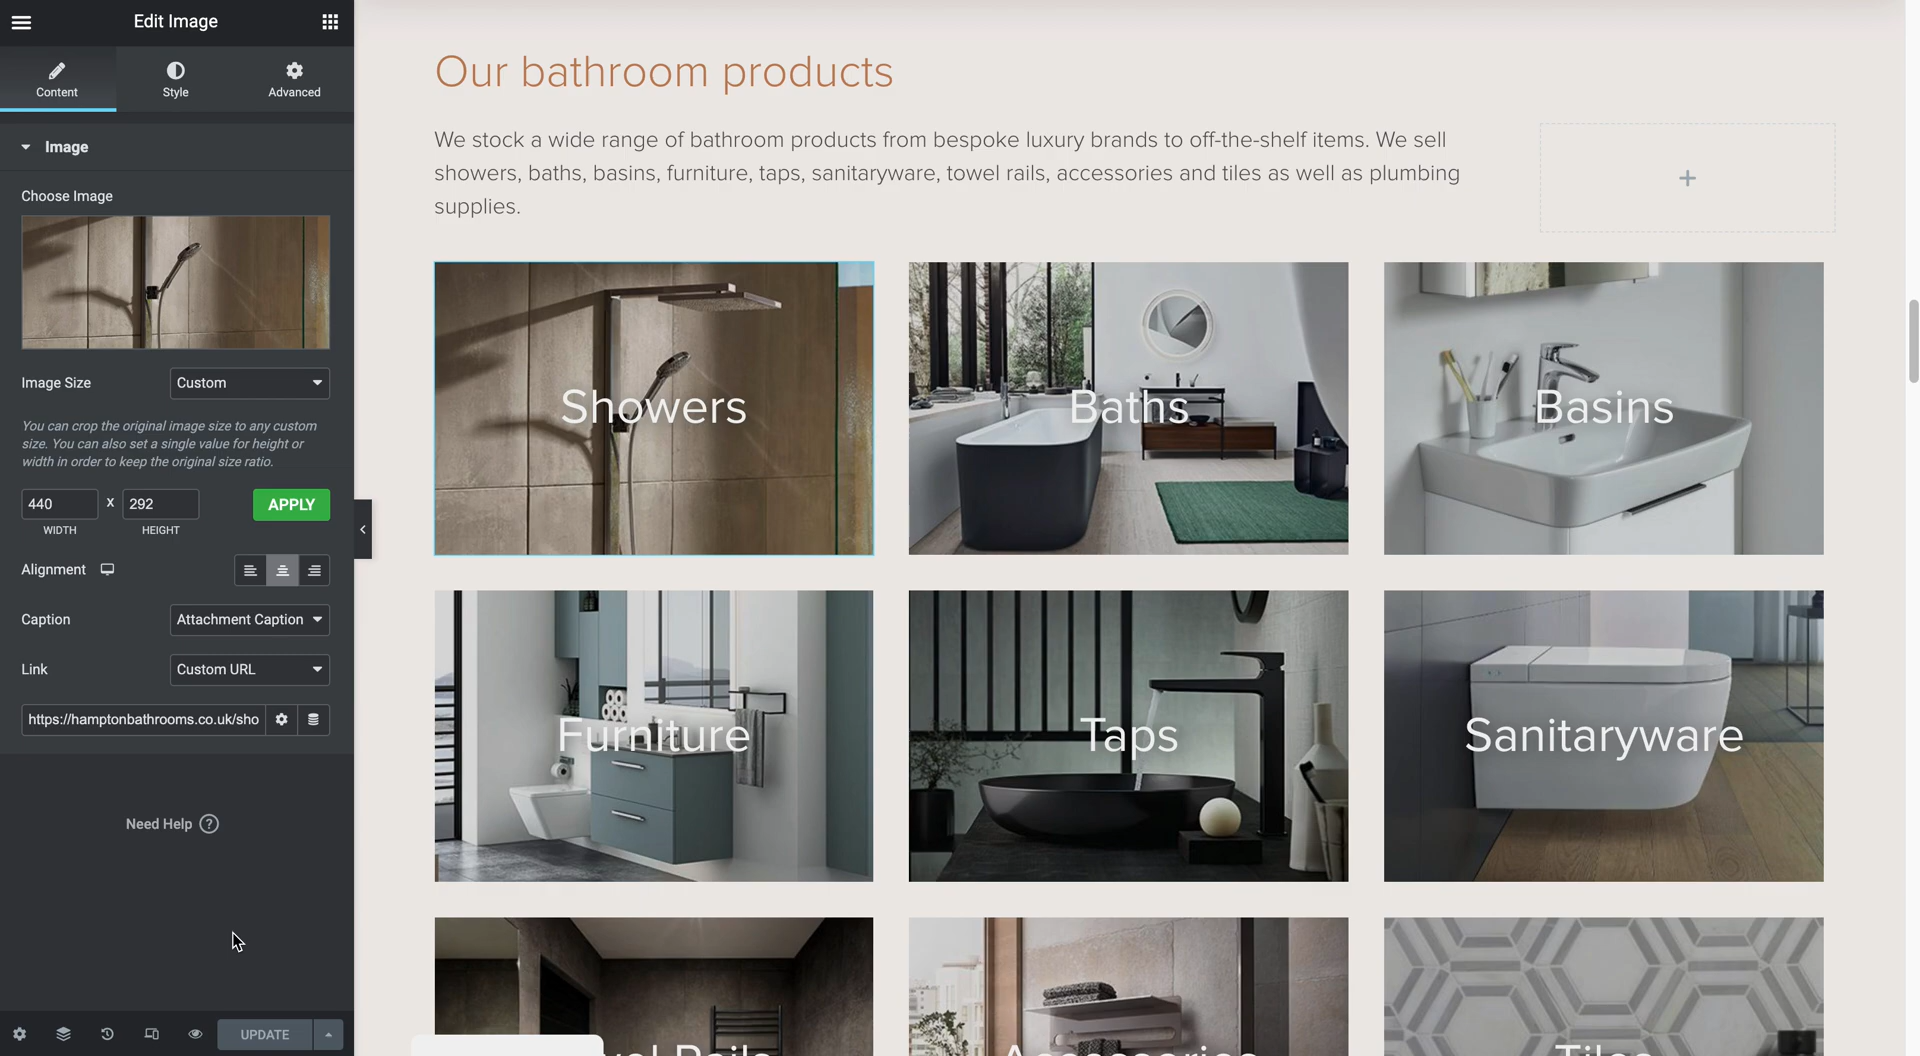 Edit Image
Content
Style
Advanced
Image
Choose Image
Image Size
Custom
You can crop the original image size to any custom
size. You can also set a single value for height or
width in order to keep the original size ratio.
440
x
292
APPLY
WIDTH
HEIGHT
Alignment
Caption
Attachment Caption
Link
Custom URL
https://hamptonbathrooms.co.uk/sho
Need Help ?
UPDATE
Our bathroom products
We stock a wide range of bathroom products from bespoke luxury brands to off-the-shelf items. We sell
showers, baths, basins, furniture, taps, sanitaryware, towel rails, accessories and tiles as well as plumbing
supplies.
Showers
Baths
Basins
Furniture
Taps
Sanitaryware
Rails
Accessories
Tiles